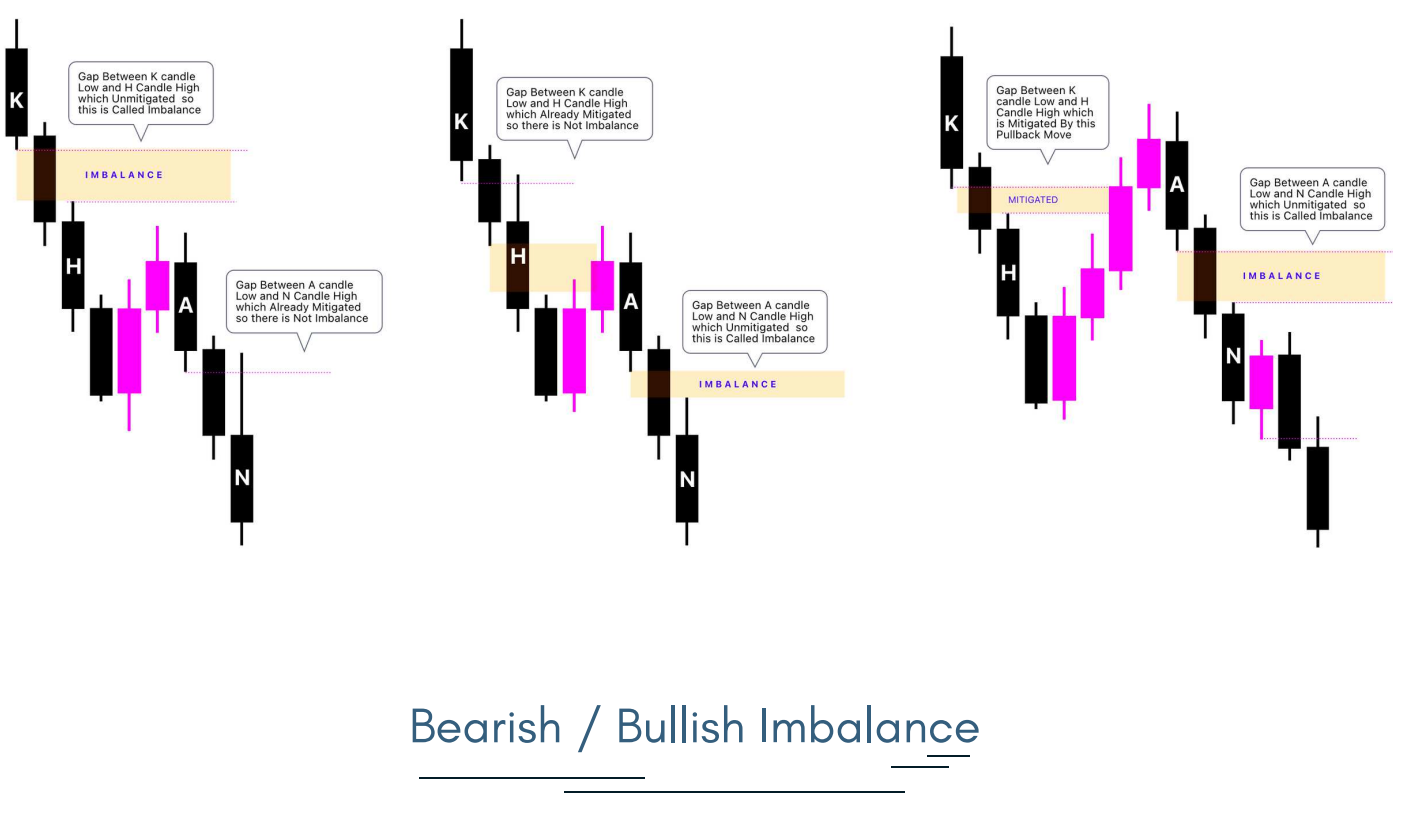 K
Gap Between K candle
Low and H Candle High
which Unmitigated so
this is Called Imbalance
IMBALANCE
H
A
Gap Between A candle
Low and N Candle High
which Already Mitigated
so there is Not Imbalance
N
K
Gap Between K candle
Low and H Candle High
which Already Mitigated
so there is Not Imbalance
H
A
Gap Between A candle
Low and N Candle High
which Unmitigated so
this is Called Imbalance
IMBALANCE
N
K
Gap Between K
candle Low and H
Candle High which
is Mitigated By this
Pullback Move
MITIGATED
H
A
Gap Between A candle
Low and N Candle High
which Unmitigated so
this is Called Imbalance
IMBALANCE
N
Bearish / Bullish Imbalance